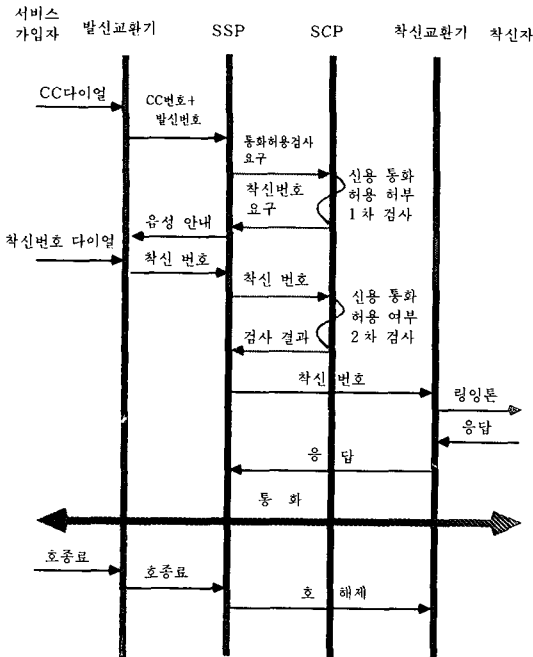 서비스
가입자
발신교환기
SSP
SCP
착신교환기
착신자
CC다이얼
CC번호+
발신번호
통화허용검사
요구
신용 통화
허용 허부
1차 검사
착신번호
요구
음성 안내
착신번호 다이얼
착신 번호
착신 번호
신용 통화
허용 여부
2차 검사
검사 결과
착신 번호
링잉톤
응답
응 답
통 화
호종료
호종료
호 해제